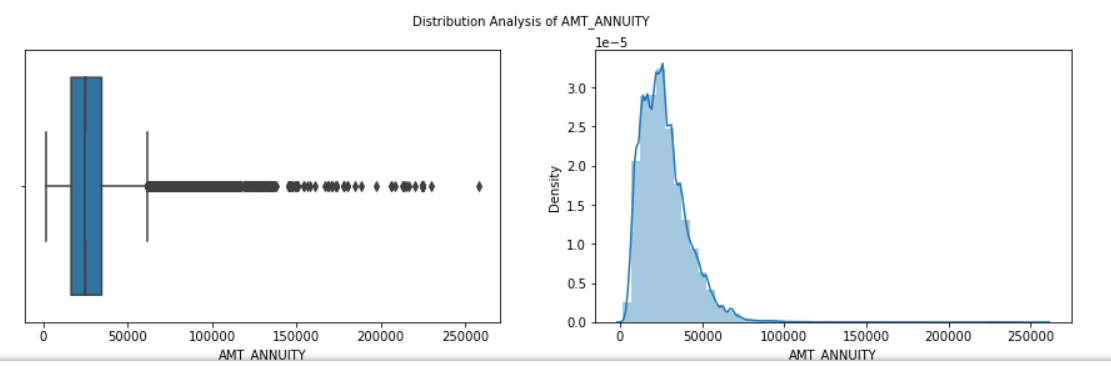 Distribution Analysis of AMT_ANNUITY
0 50000 100000 150000 200000 250000
AMT_ANNUITY
1e−5
3.0
2.5
2.0
1.5
1.0
0.5
0.0
Density
0 50000 100000 150000 200000 250000
AMT_ANNUITY